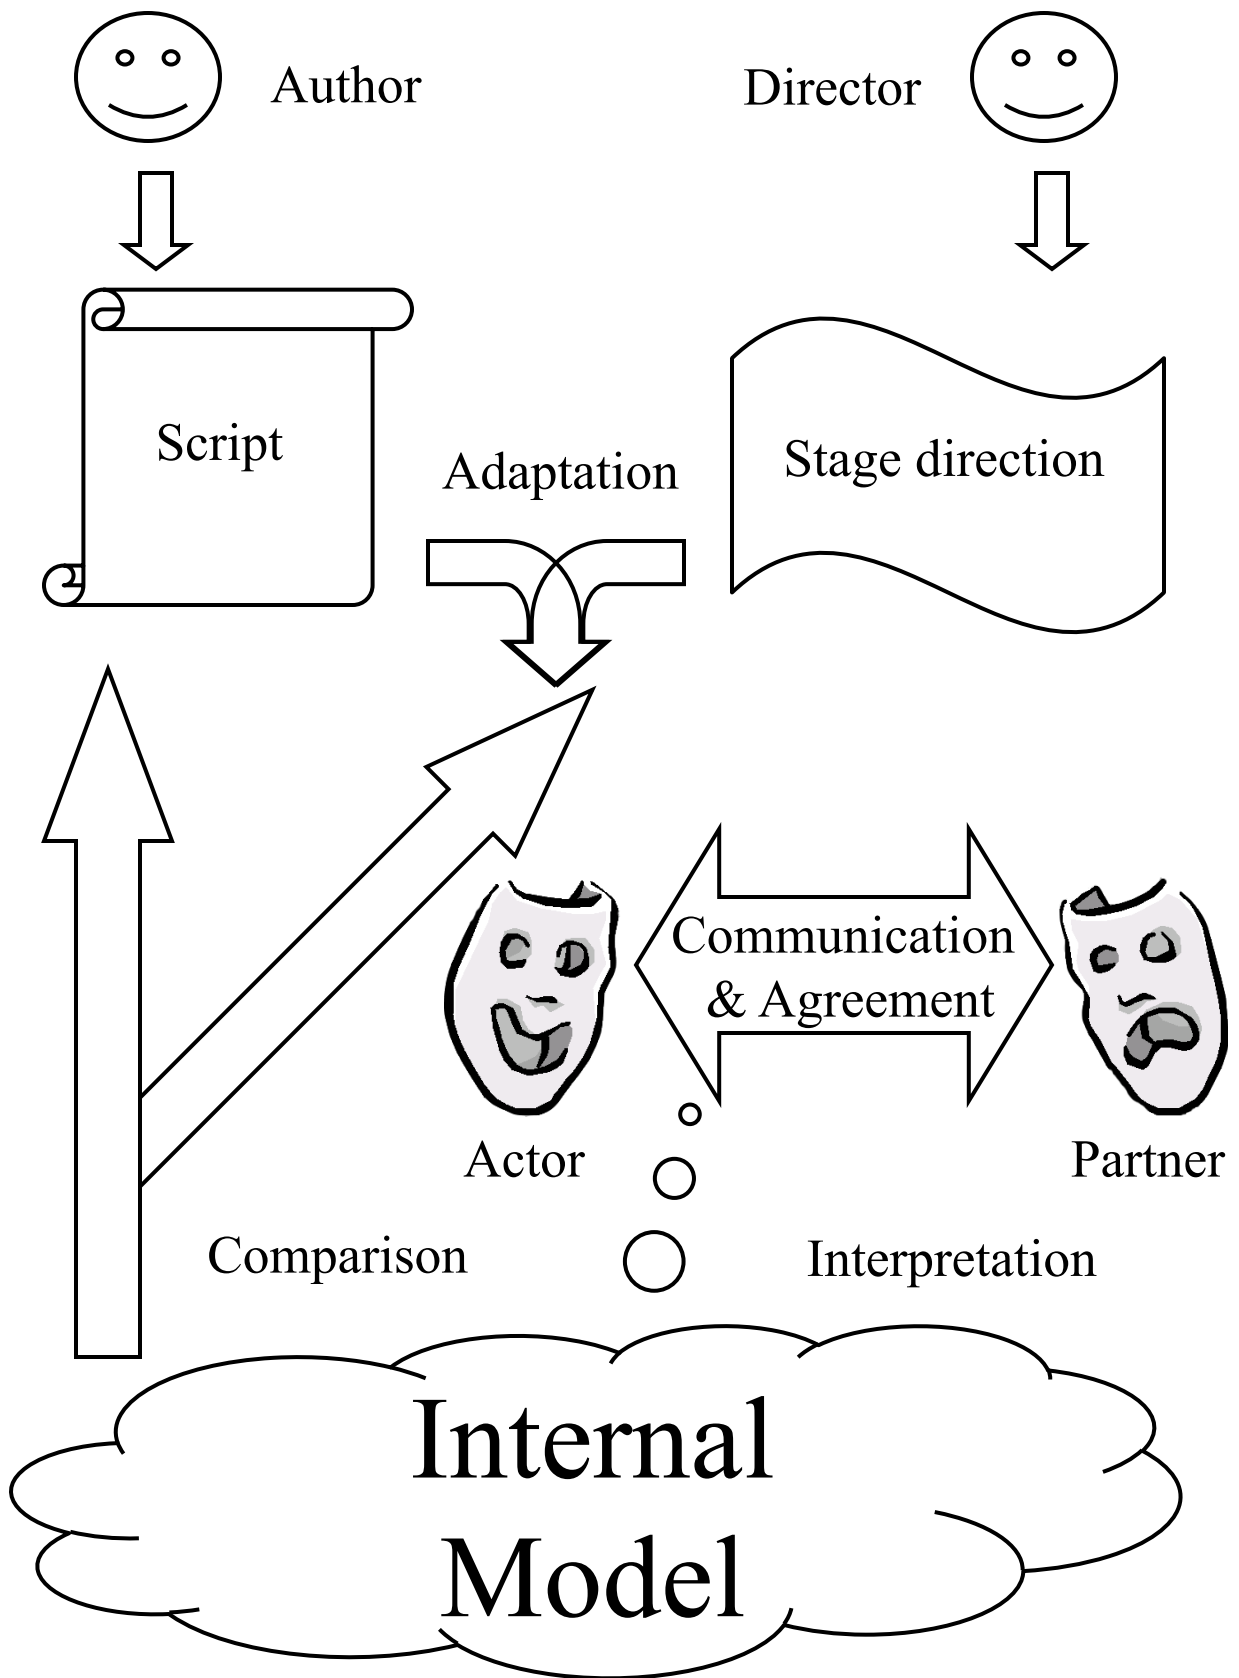 Author
Director
Script
Stage direction
Adaptation
Communication
& Agreement
Actor
Partner
Comparison
Interpretation
Internal
Model